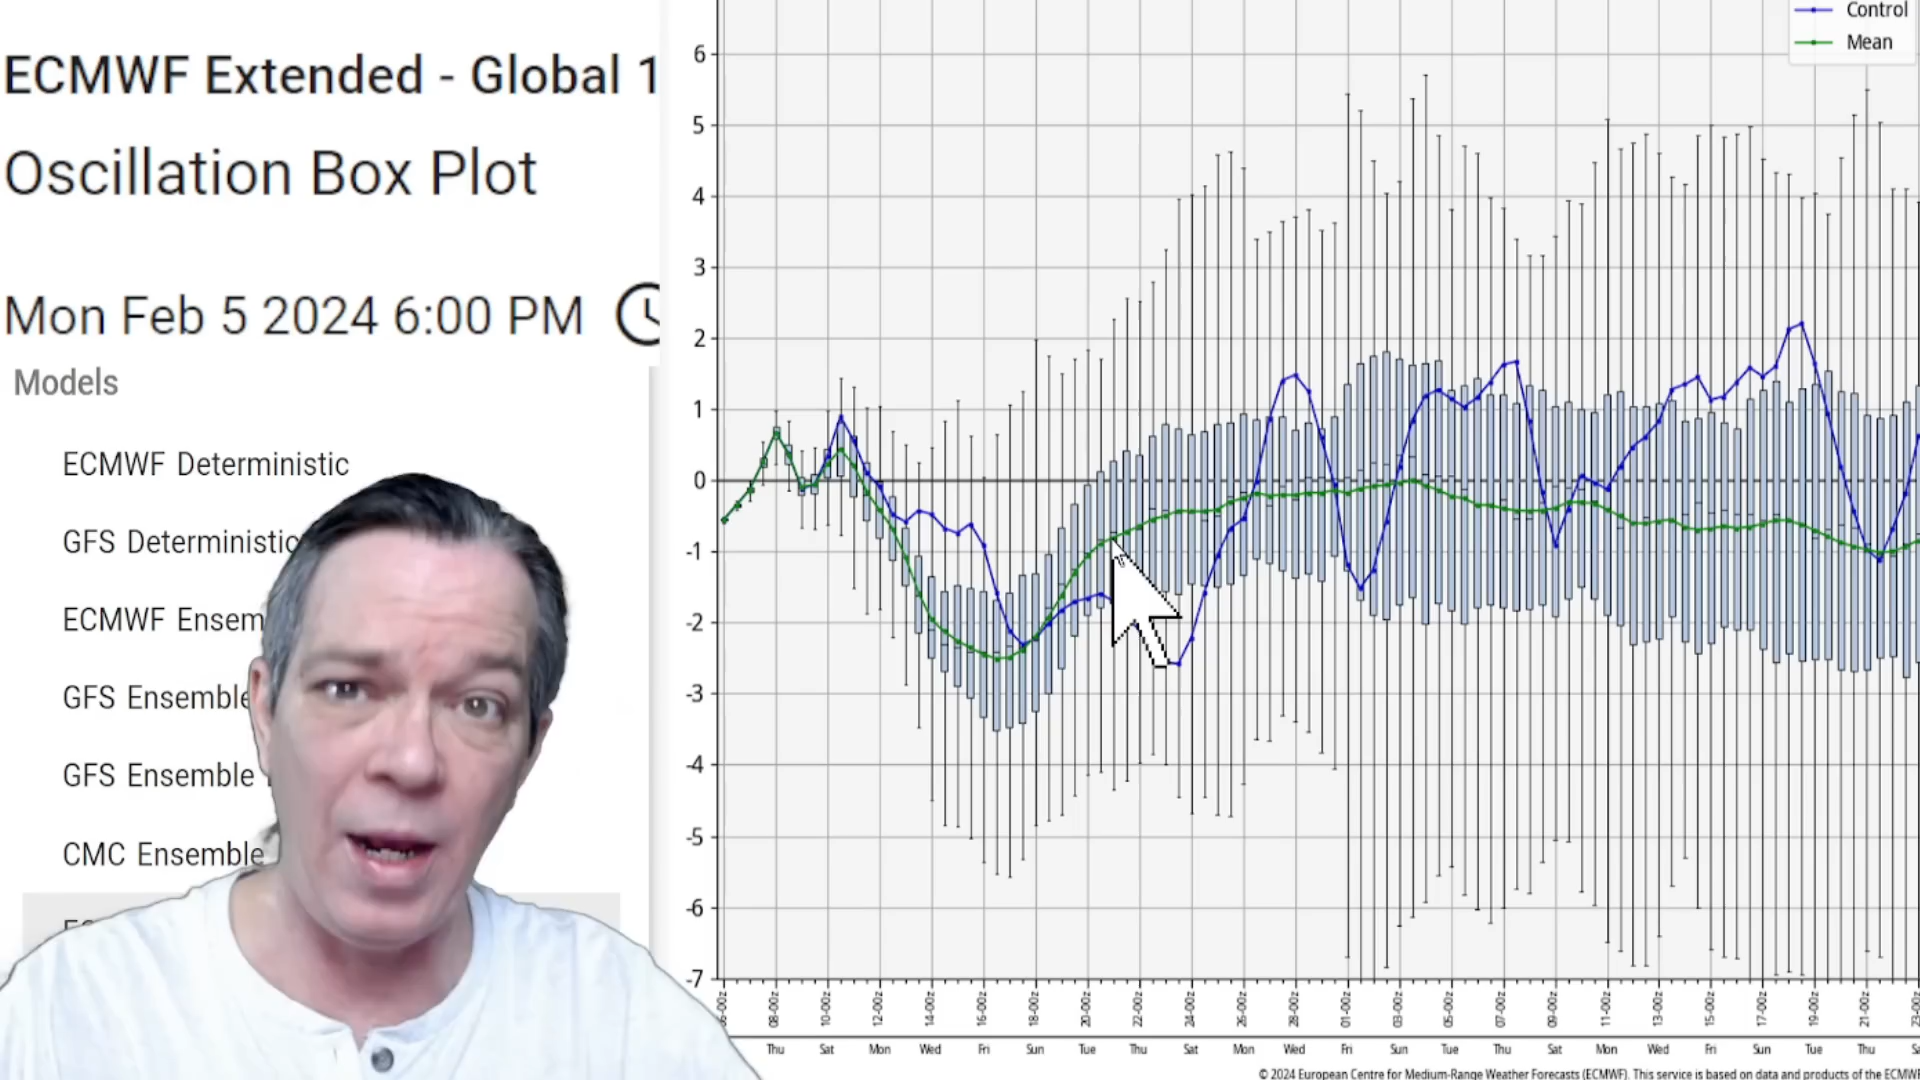 ECMWF Extended - Global 1
Oscillation Box Plot
Mon Feb 5 2024 6:00 PM
Models
ECMWF Deterministic
GFS Deterministic
ECMWF Ensem
GFS Ensemble
GFS Ensemble
CMC Ensemble
Control
Mean
6
5
4
3
2
1
0
-1
-2
-3
-4
-5
-6
-7
08-00z 10-00z 12-00z 14-00z 16-00z 18-00z 20-00z 22-00z 24-00z 26-00z 28-00z 01-00z 03-00z 05-00z 07-00z 09-00z 11-00z 13-00z 15-00z 17-00z 19-00z 21-00z
Thu Sat Mon Wed Fri Sun Tue Thu Sat Mon Wed Fri Sun Tue Thu Sat Mon Wed Fri Sun Tue Thu
© 2024 European Centre for Medium-Range Weather Forecasts (ECMWF). This service is based on data and products of the ECMWF